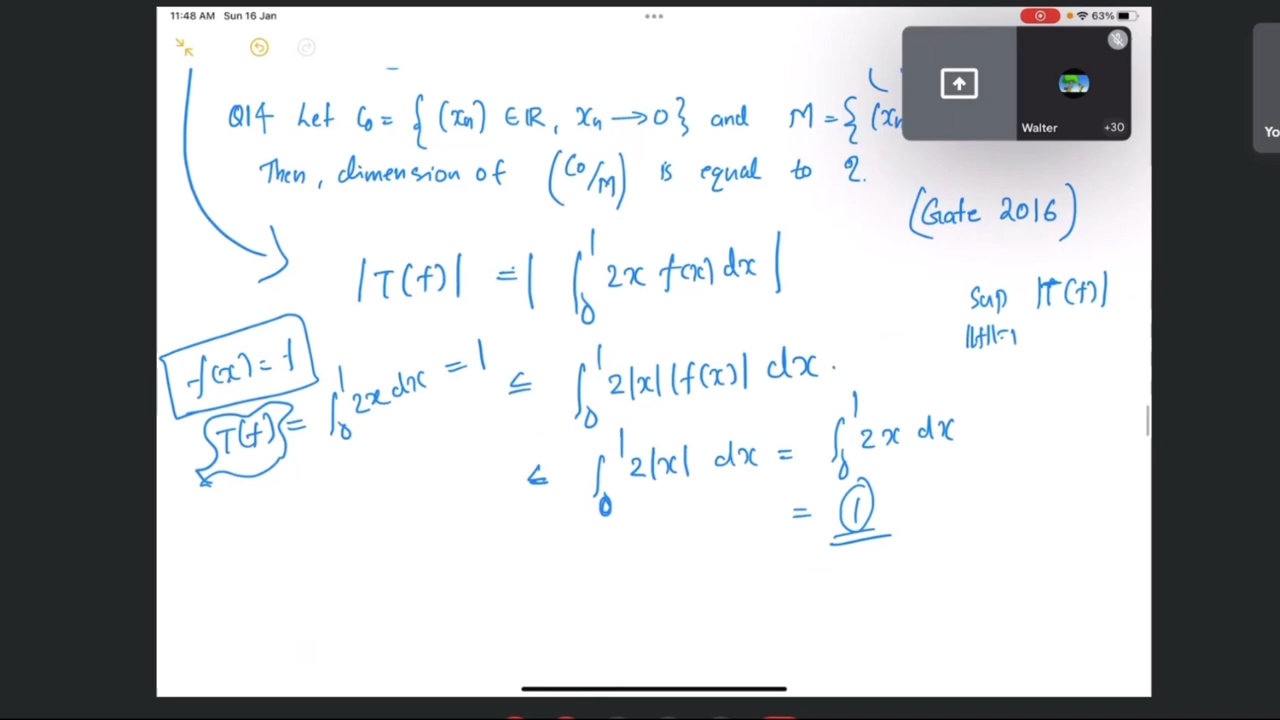 11:48 AM Sun 16 Jan
63%
Q14 Let C₀ = { (xₙ) ∈ ℝ, xₙ → 0 } and M = { (xₙ
Then, dimension of (C₀/M) is equal to ?
(Gate 2016)
|T(f)| = | ∫₀¹ 2x f(x) dx |
sup |T(f)|
||f||=1
f(x) = 1
T(f) = ∫₀¹ 2x dx = 1
≤ ∫₀¹ 2|x| |f(x)| dx.
≤ ∫₀¹ 2|x| dx = ∫₀¹ 2x dx
= 1
Walter
+30
Yo